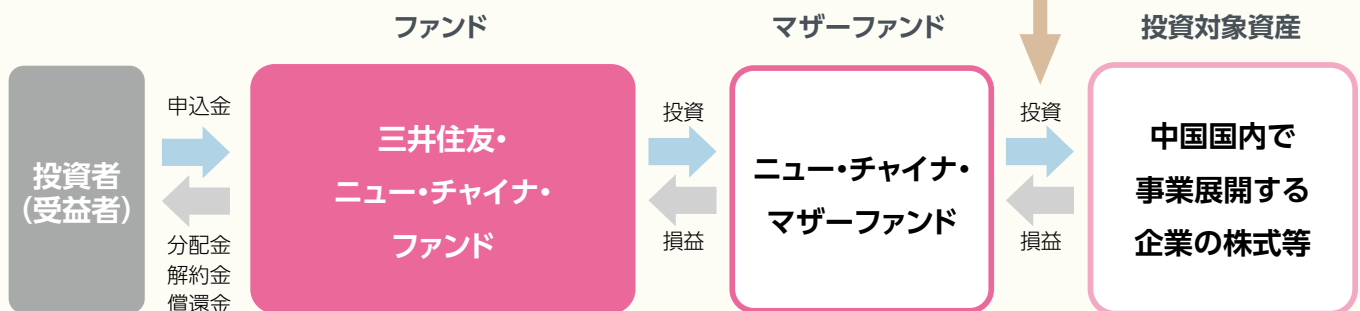 ファンド
マザーファンド
投資対象資産
投資者
(受益者)
申込金
分配金
解約金
償還金
三井住友・
ニュー・チャイナ・
ファンド
投資
損益
ニュー・チャイナ・
マザーファンド
投資
損益
中国国内で
事業展開する
企業の株式等